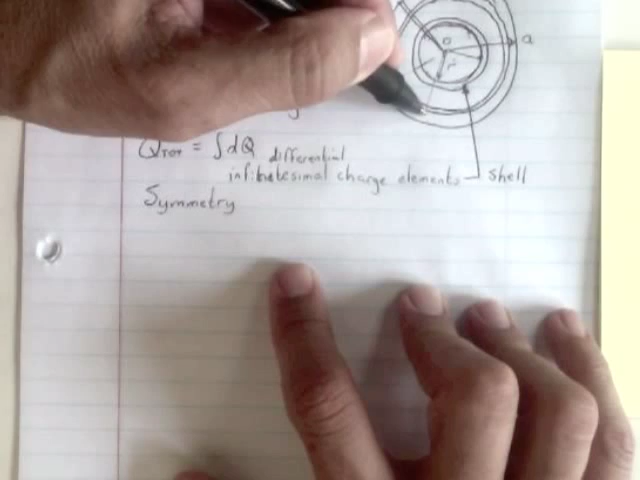 o
a
r
Q_TOT = ∫dQ differential
infinitesimal charge elements
shell
Symmetry